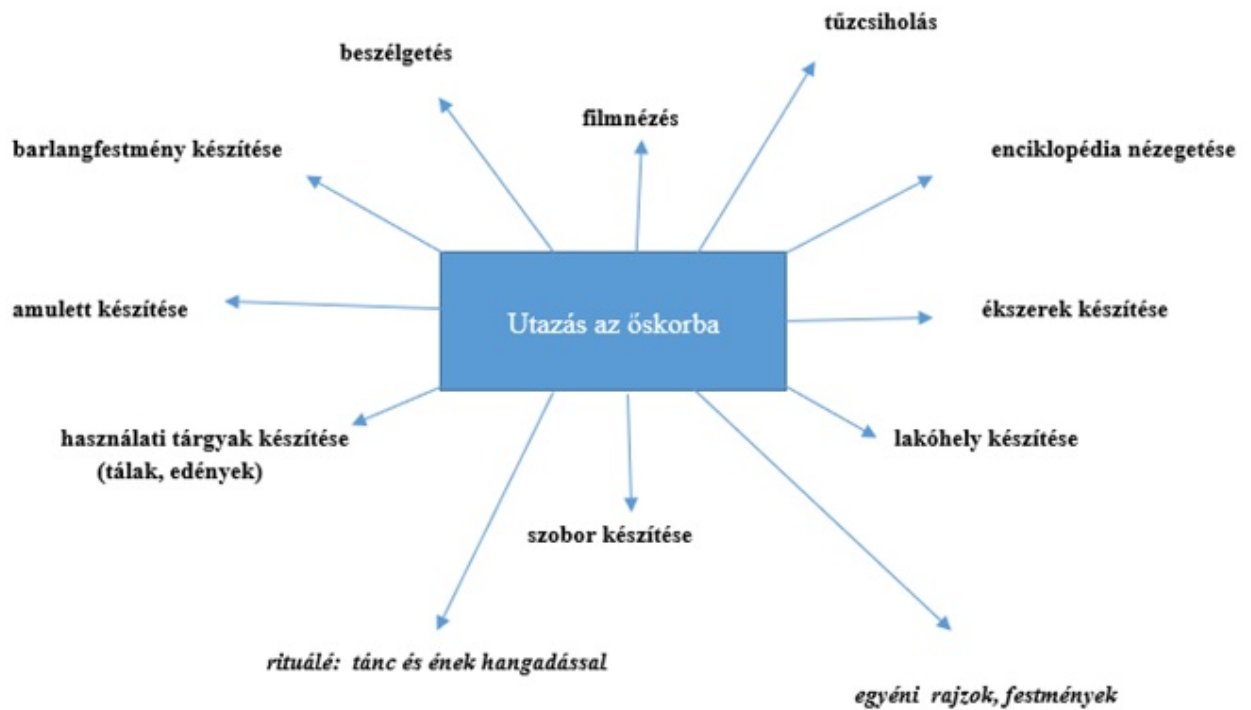 tűzcsiholás
beszélgetés
filmnézés
barlangfestmény készítése
enciklopédia nézegetése
amulett készítése
Utazás az őskorba
ékszerek készítése
használati tárgyak készítése
(tálak, edények)
lakóhely készítése
szobor készítése
rituálé: tánc és ének hangadással
egyéni rajzok, festmények